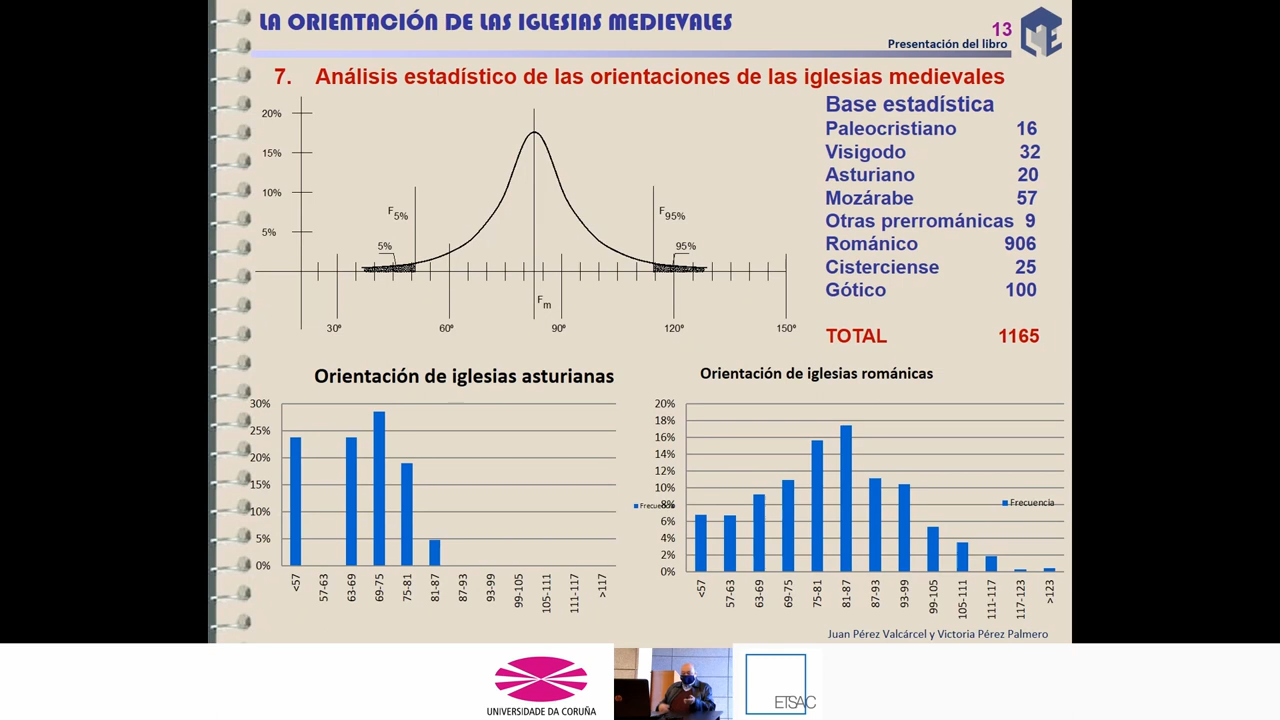 LA ORIENTACIÓN DE LAS IGLESIAS MEDIEVALES
13
Presentación del libro
7. Análisis estadístico de las orientaciones de las iglesias medievales
20%
15%
10%
5%
F5%
F95%
5%
95%
Fm
30º
60º
90º
120º
150º
Base estadística
Paleocristiano 16
Visigodo 32
Asturiano 20
Mozárabe 57
Otras prerrománicas 9
Románico 906
Cisterciense 25
Gótico 100
TOTAL 1165
Orientación de iglesias asturianas
30%
25%
20%
15%
10%
5%
0%
<57
57-63
63-69
69-75
75-81
81-87
87-93
93-99
99-105
105-111
111-117
>117
Orientación de iglesias románicas
20%
18%
16%
14%
12%
10%
8%
6%
4%
2%
0%
<57
57-63
63-69
69-75
75-81
81-87
87-93
93-99
99-105
105-111
111-117
117-123
>123
Frecuencia
Juan Pérez Valcárcel y Victoria Pérez Palmero
UNIVERSIDADE DA CORUÑA
ETSAC